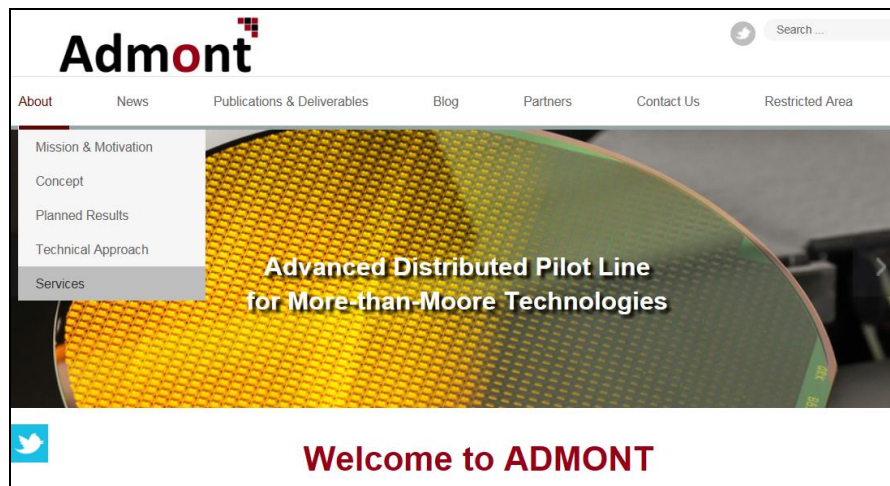 Admont
Search ...
About News Publications & Deliverables Blog Partners Contact Us Restricted Area
Mission & Motivation
Concept
Planned Results
Technical Approach
Services
Advanced Distributed Pilot Line
for More-than-Moore Technologies
Welcome to ADMONT